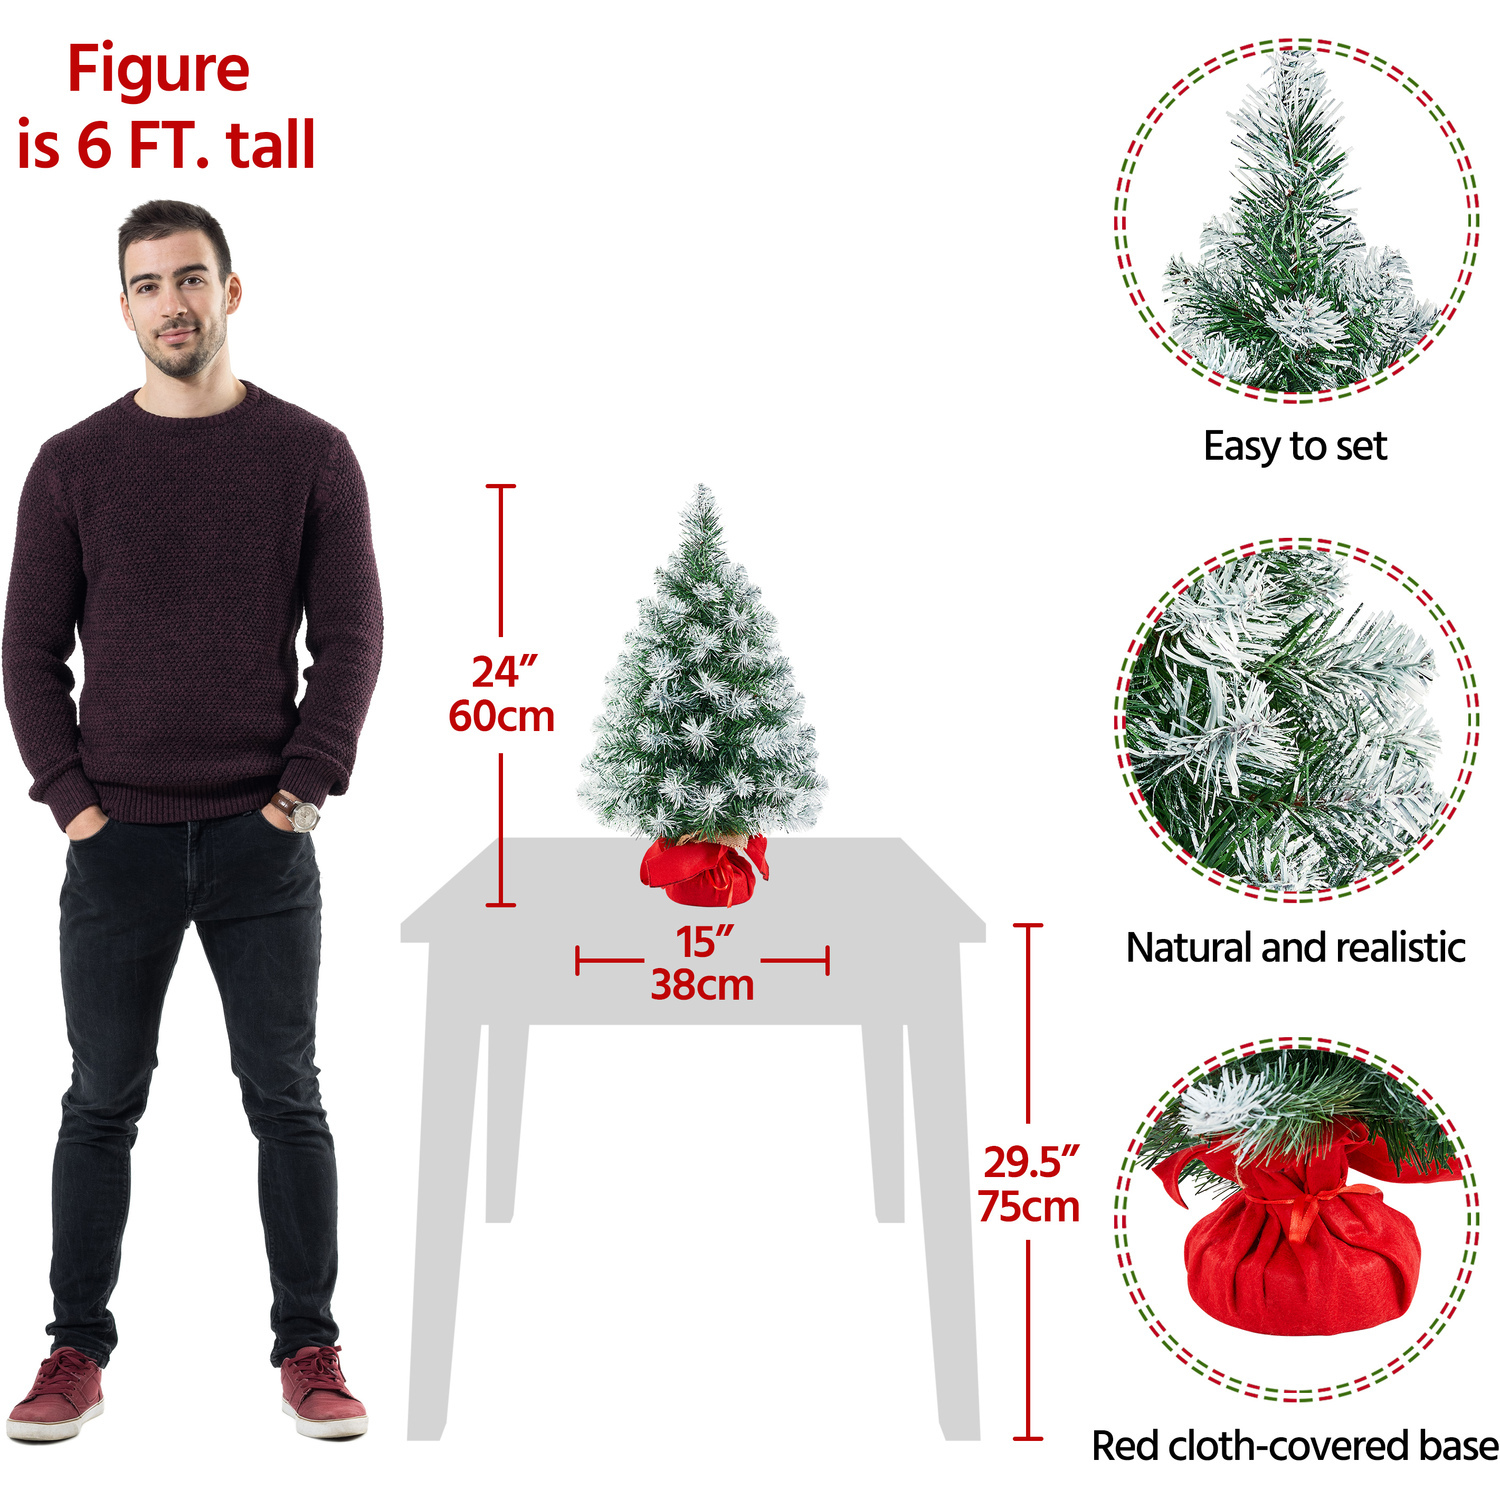 Figure
is 6 FT. tall
24”
60cm
15”
38cm
29.5”
75cm
Easy to set
Natural and realistic
Red cloth-covered base